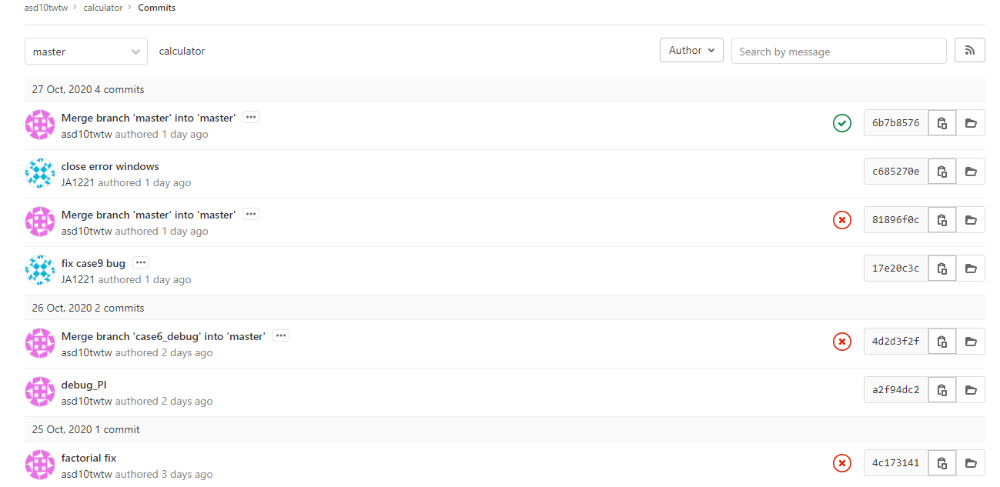 asd10twtw > calculator > Commits
master calculator Author Search by message
27 Oct, 2020 4 commits
Merge branch 'master' into 'master' ···
asd10twtw authored 1 day ago
6b7b8576
close error windows
JA1221 authored 1 day ago
c685270e
Merge branch 'master' into 'master' ···
asd10twtw authored 1 day ago
81896f0c
fix case9 bug ···
JA1221 authored 1 day ago
17e20c3c
26 Oct, 2020 2 commits
Merge branch 'case6_debug' into 'master' ···
asd10twtw authored 2 days ago
4d2d3f2f
debug_PI
asd10twtw authored 2 days ago
a2f94dc2
25 Oct, 2020 1 commit
factorial fix
asd10twtw authored 3 days ago
4c173141